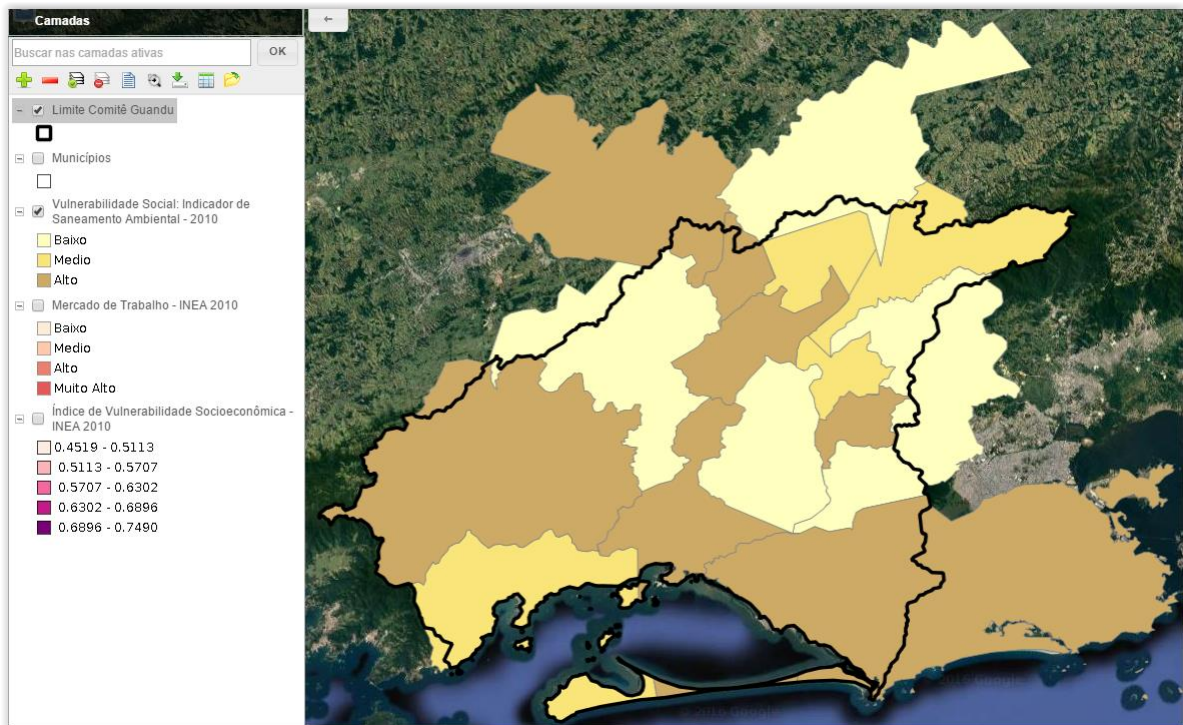 Camadas
←
Buscar nas camadas ativas
OK
Limite Comitê Guandu
Municípios
Vulnerabilidade Social: Indicador de
Saneamento Ambiental - 2010
Baixo
Medio
Alto
Mercado de Trabalho - INEA 2010
Baixo
Medio
Alto
Muito Alto
Índice de Vulnerabilidade Socioeconômica -
INEA 2010
0.4519 - 0.5113
0.5113 - 0.5707
0.5707 - 0.6302
0.6302 - 0.6896
0.6896 - 0.7490